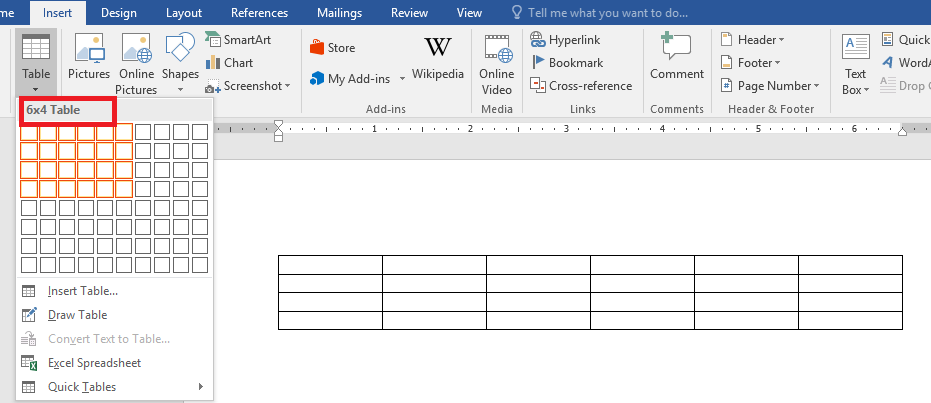 me Insert Design Layout References Mailings Review View Tell me what you want to do...
Table
Pictures
Online
Pictures
Shapes
SmartArt
Chart
Screenshot
Store
My Add-ins
Wikipedia
Add-ins
Online
Video
Media
Hyperlink
Bookmark
Cross-reference
Links
Comment
Comments
Header
Footer
Page Number
Header & Footer
Text
Box
Quick
WordA
Drop C
6x4 Table
1 2 3 4 5 6
Insert Table...
Draw Table
Convert Text to Table...
Excel Spreadsheet
Quick Tables